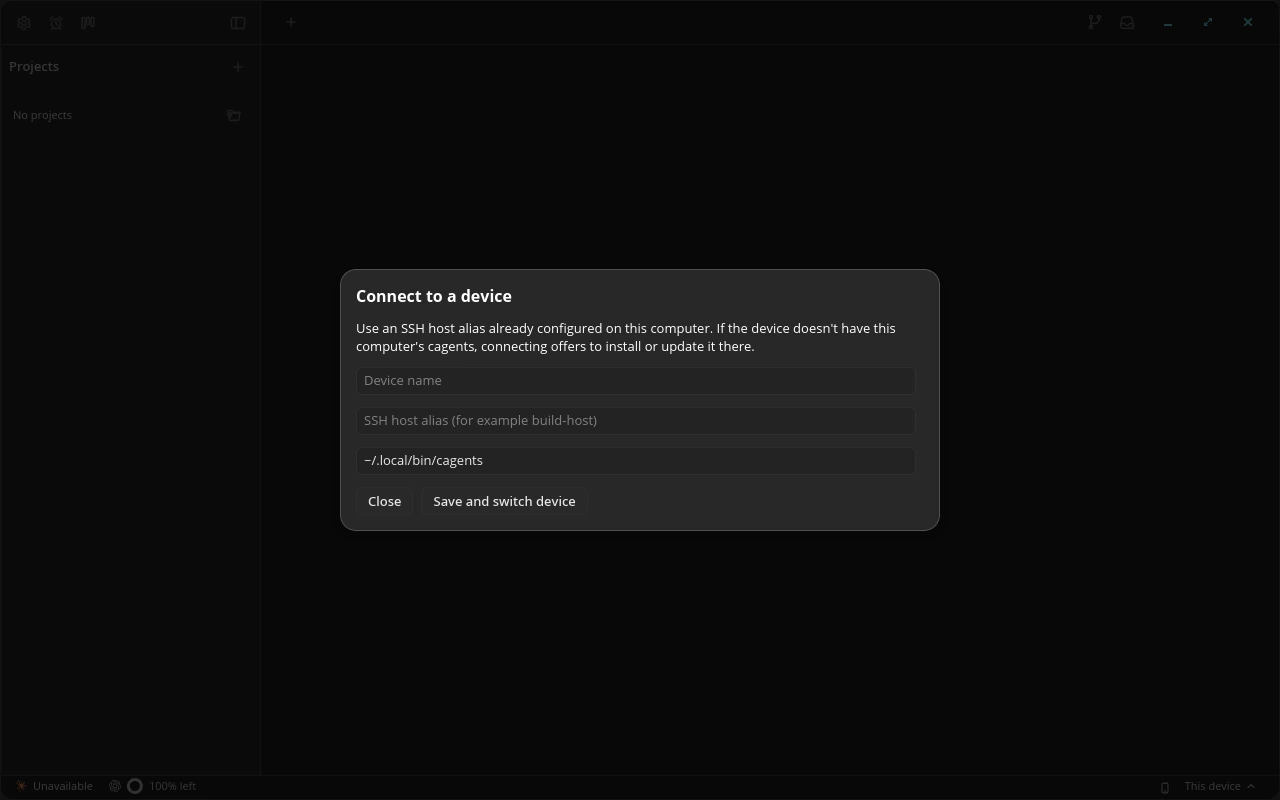 Projects
No projects
Connect to a device
Use an SSH host alias already configured on this computer. If the device doesn't have this
computer's cagents, connecting offers to install or update it there.
Device name
SSH host alias (for example build-host)
~/.local/bin/cagents
Close
Save and switch device
Unavailable
100% left
This device